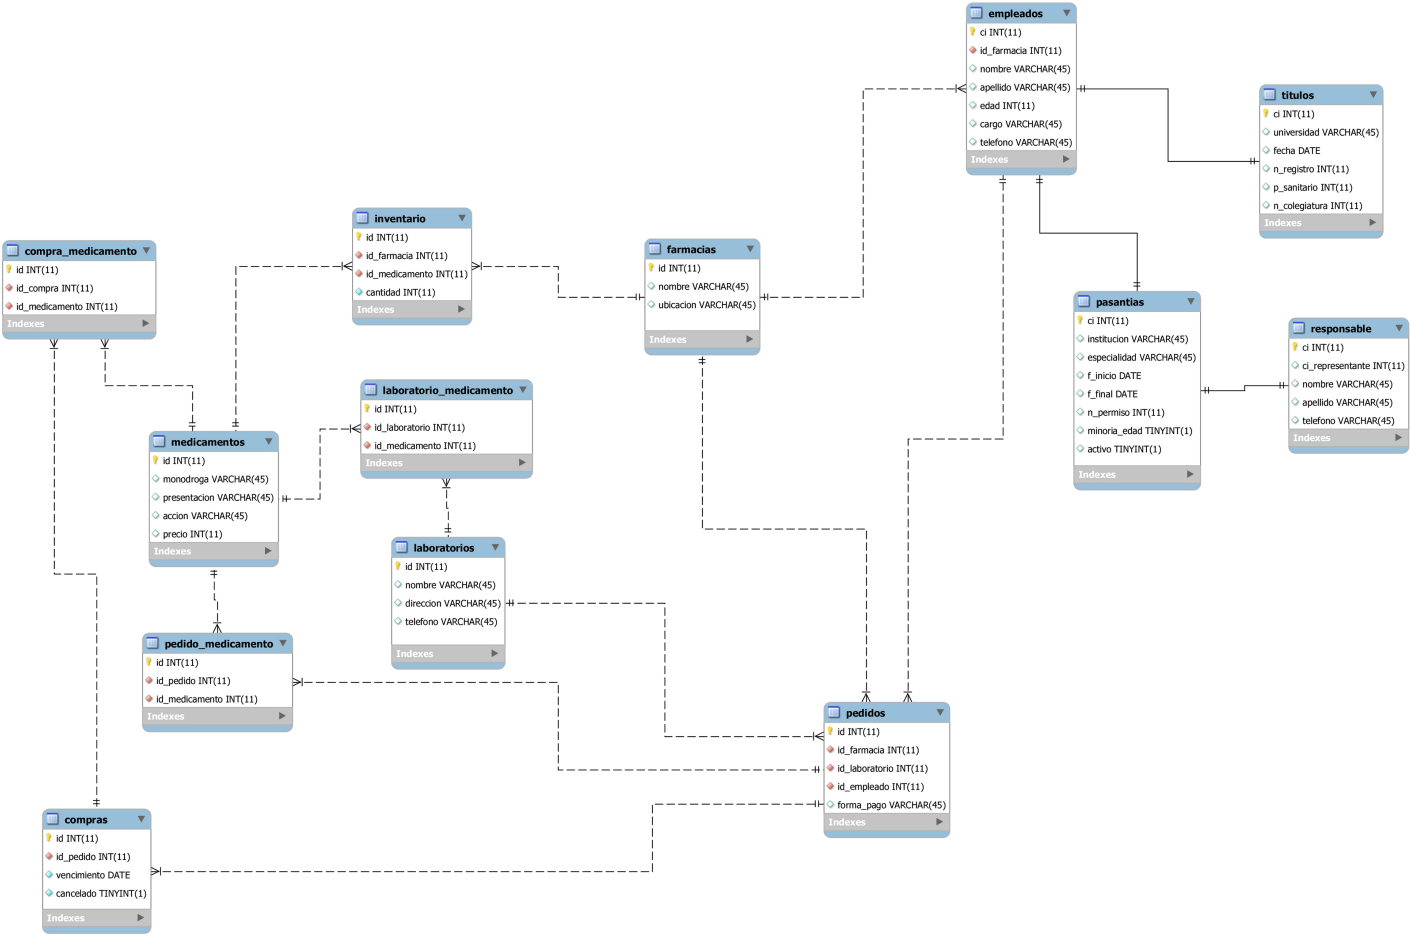 empleados
ci INT(11)
id_farmacia INT(11)
nombre VARCHAR(45)
apellido VARCHAR(45)
edad INT(11)
cargo VARCHAR(45)
telefono VARCHAR(45)
Indexes
titulos
ci INT(11)
universidad VARCHAR(45)
fecha DATE
n_registro INT(11)
p_sanitario INT(11)
n_colegiatura INT(11)
Indexes
inventario
id INT(11)
id_farmacia INT(11)
id_medicamento INT(11)
cantidad INT(11)
Indexes
farmacias
id INT(11)
nombre VARCHAR(45)
ubicacion VARCHAR(45)
Indexes
compra_medicamento
id INT(11)
id_compra INT(11)
id_medicamento INT(11)
Indexes
pasantias
ci INT(11)
institucion VARCHAR(45)
especialidad VARCHAR(45)
f_inicio DATE
f_final DATE
n_permiso INT(11)
minoria_edad TINYINT(1)
activo TINYINT(1)
Indexes
responsable
ci INT(11)
ci_representante INT(11)
nombre VARCHAR(45)
apellido VARCHAR(45)
telefono VARCHAR(45)
Indexes
laboratorio_medicamento
id INT(11)
id_laboratorio INT(11)
id_medicamento INT(11)
Indexes
medicamentos
id INT(11)
monodroga VARCHAR(45)
presentacion VARCHAR(45)
accion VARCHAR(45)
precio INT(11)
Indexes
laboratorios
id INT(11)
nombre VARCHAR(45)
direccion VARCHAR(45)
telefono VARCHAR(45)
Indexes
pedido_medicamento
id INT(11)
id_pedido INT(11)
id_medicamento INT(11)
Indexes
pedidos
id INT(11)
id_farmacia INT(11)
id_laboratorio INT(11)
id_empleado INT(11)
forma_pago VARCHAR(45)
Indexes
compras
id INT(11)
id_pedido INT(11)
vencimiento DATE
cancelado TINYINT(1)
Indexes